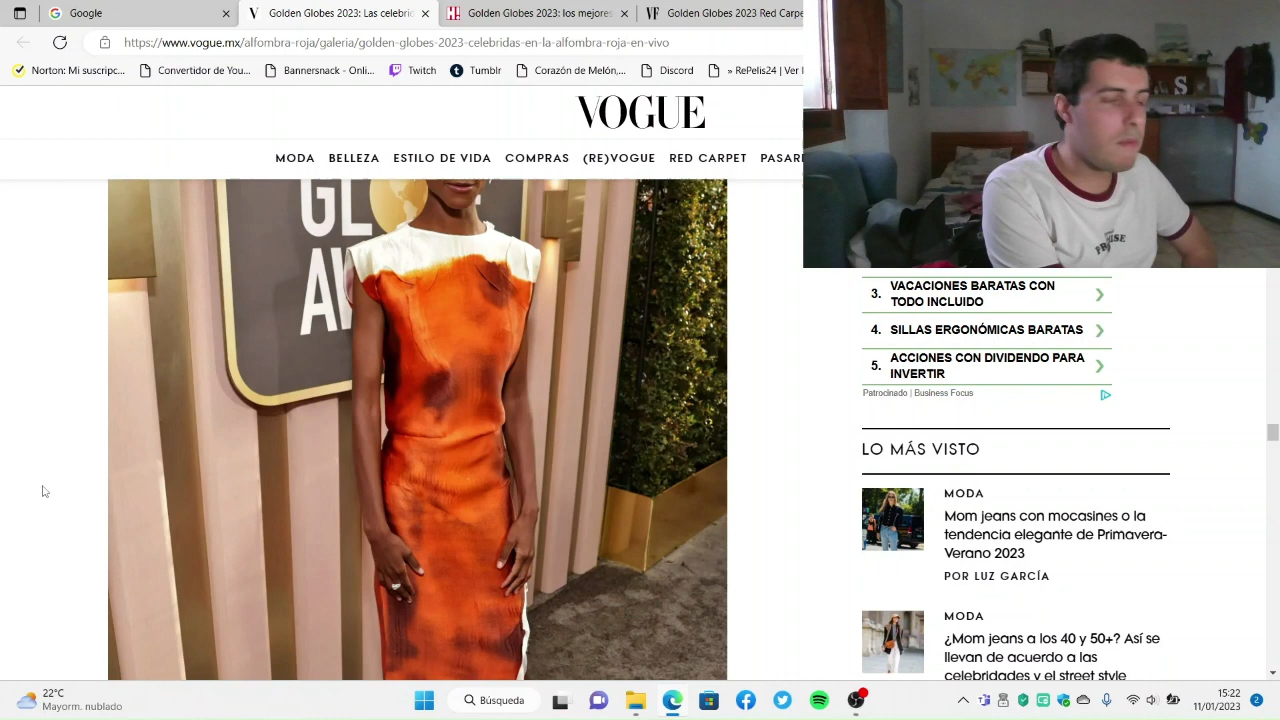 Google
Golden Globes 2023: Las celebri
Golden Globes 2023: los mejores
Golden Globes 2023 Red Carp
https://www.vogue.mx/alfombra-roja/galeria/golden-globes-2023-celebridas-en-la-alfombra-roja-en-vivo
Norton: Mi suscripc...
Convertidor de You...
Bannersnack - Onli...
Twitch
Tumblr
Corazón de Melón,...
Discord
» RePelis24 | Ver
VOGUE
MODA BELLEZA ESTILO DE VIDA COMPRAS (RE)VOGUE RED CARPET PASAR
S
3. VACACIONES BARATAS CON
TODO INCLUIDO
4. SILLAS ERGONÓMICAS BARATAS
5. ACCIONES CON DIVIDENDO PARA
INVERTIR
Patrocinado | Business Focus
LO MÁS VISTO
MODA
Mom jeans con mocasines o la
tendencia elegante de Primavera-
Verano 2023
POR LUZ GARCÍA
MODA
¿Mom jeans a los 40 y 50+? Así se
llevan de acuerdo a las
celebridades y el street style
22°C
Mayorm. nublado
Búsqueda
15:22
11/01/2023
2